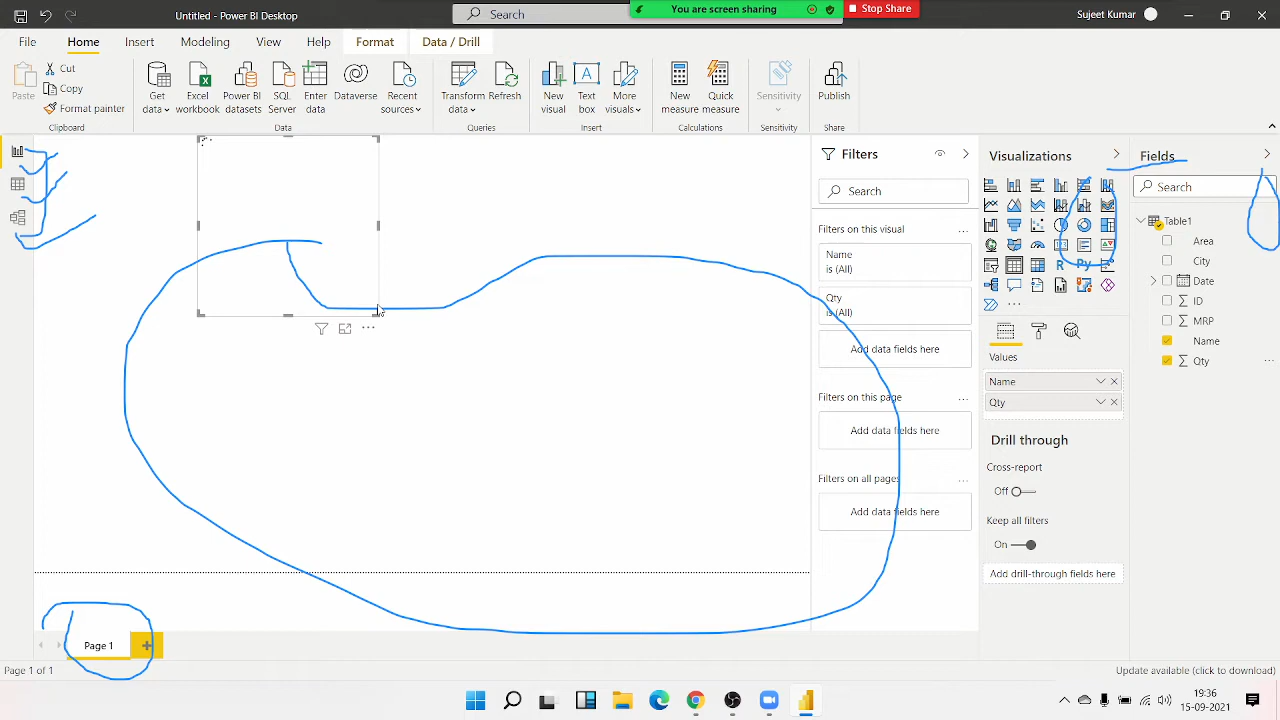 Untitled - Power BI Desktop
Search
You are screen sharing
Stop Share
Sujeet Kumar
File
Home
Insert
Modeling
View
Help
Format
Data / Drill
Paste
Cut
Copy
Format painter
Clipboard
Get
data
Excel
workbook
Power BI
datasets
SQL
Server
Enter
data
Dataverse
Recent
sources
Data
Transform
data
Refresh
Queries
New
visual
Text
box
More
visuals
Insert
New
measure
Quick
measure
Calculations
Sensitivity
Sensitivity
Publish
Share
Filters
Search
Filters on this visual
Name
is (All)
Qty
is (All)
Add data fields here
Filters on this page
Add data fields here
Filters on all pages
Add data fields here
Visualizations
R
Py
Values
Name
Qty
Drill through
Cross-report
Off
Keep all filters
On
Add drill-through fields here
Fields
Search
Table1
Area
City
Date
ID
MRP
Name
Qty
Page 1
Page 1 of 1
Update available (click to download)
19:36
15-09-2021